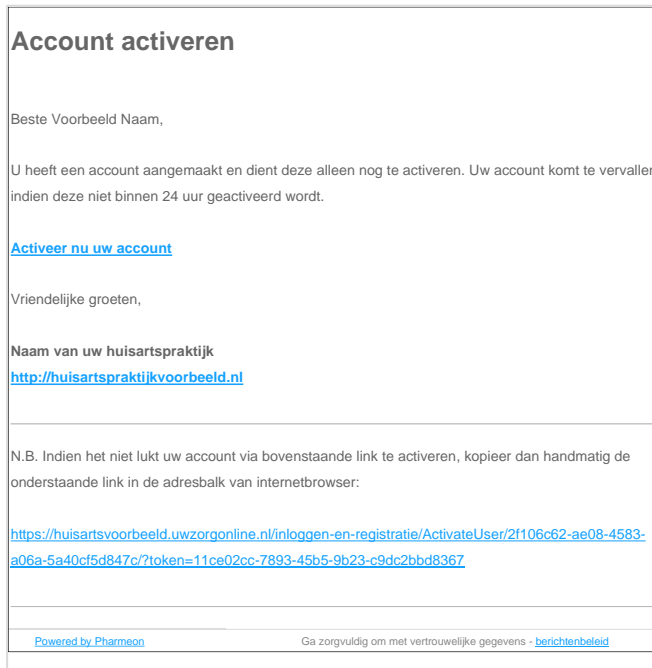 Account activeren
Beste Voorbeeld Naam,
U heeft een account aangemaakt en dient deze alleen nog te activeren. Uw account komt te vervallen
indien deze niet binnen 24 uur geactiveerd wordt.
Activeer nu uw account
Vriendelijke groeten,
Naam van uw huisartspraktijk
http://huisartspraktijkvoorbeeld.nl
N.B. Indien het niet lukt uw account via bovenstaande link te activeren, kopieer dan handmatig de
onderstaande link in de adresbalk van internetbrowser:
https://huisartsvoorbeeld.uwzorgonline.nl/inloggen-en-registratie/ActivateUser/2f106c62-ae08-4583-
a06a-5a40cf5d847c/?token=11ce02cc-7893-45b5-9b23-c9dc2bbd8367
Powered by Pharmeon Ga zorgvuldig om met vertrouwelijke gegevens - berichtenbeleid